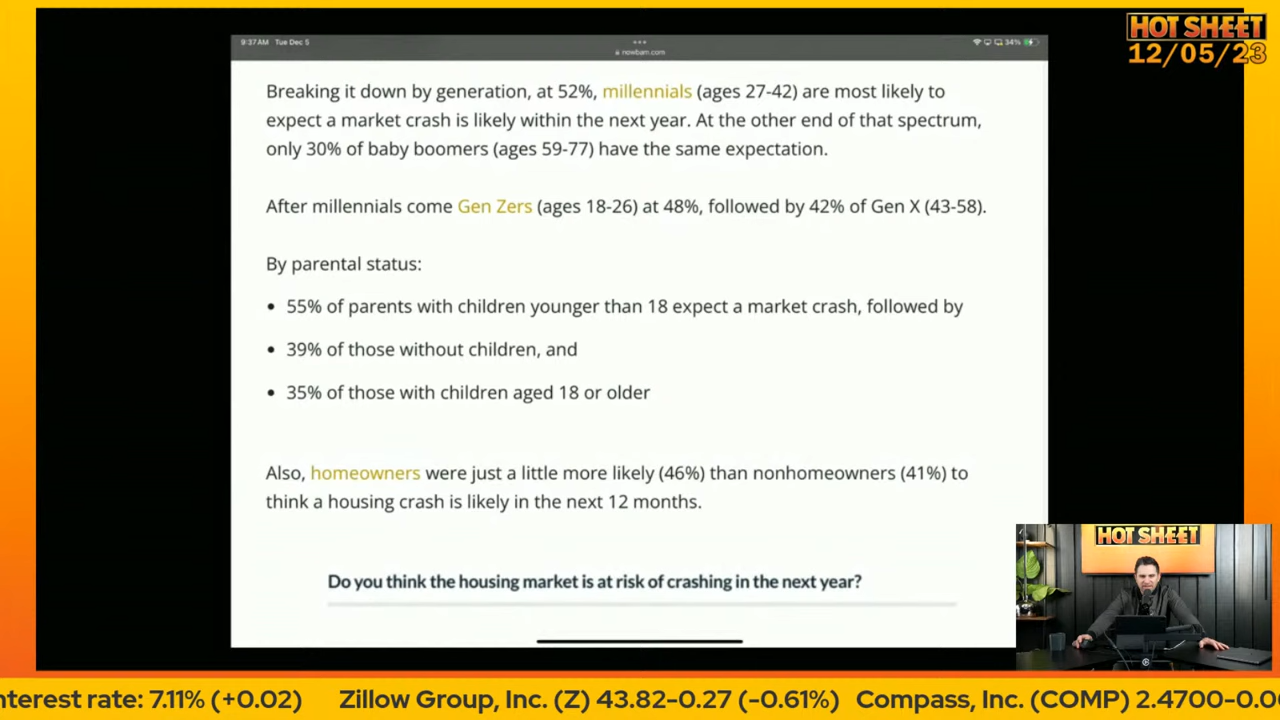 HOT SHEET
12/05/23
9:37 AM Tue Dec 5
34%
nowbam.com
Breaking it down by generation, at 52%, millennials (ages 27-42) are most likely to
expect a market crash is likely within the next year. At the other end of that spectrum,
only 30% of baby boomers (ages 59-77) have the same expectation.
After millennials come Gen Zers (ages 18-26) at 48%, followed by 42% of Gen X (43-58).
By parental status:
• 55% of parents with children younger than 18 expect a market crash, followed by
• 39% of those without children, and
• 35% of those with children aged 18 or older
Also, homeowners were just a little more likely (46%) than nonhomeowners (41%) to
think a housing crash is likely in the next 12 months.
Do you think the housing market is at risk of crashing in the next year?
HOT SHEET
nterest rate: 7.11% (+0.02) Zillow Group, Inc. (Z) 43.82-0.27 (-0.61%) Compass, Inc. (COMP) 2.4700-0.0